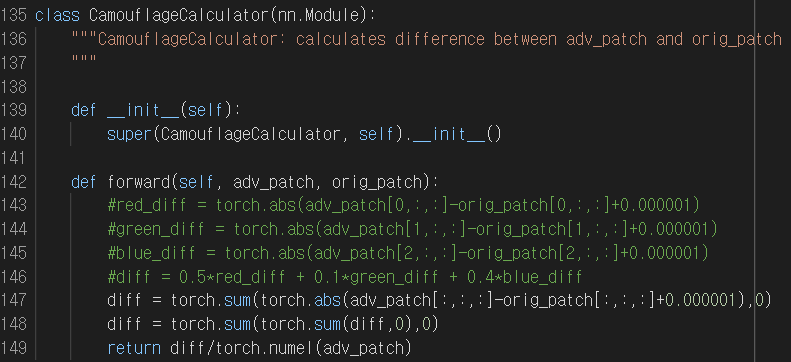 135 class CamouflageCalculator(nn.Module):
136     """CamouflageCalculator: calculates difference between adv_patch and orig_patch
137     """
138
139     def __init__(self):
140         super(CamouflageCalculator, self).__init__()
141
142     def forward(self, adv_patch, orig_patch):
143         #red_diff = torch.abs(adv_patch[0,:,:]-orig_patch[0,:,:]+0.000001)
144         #green_diff = torch.abs(adv_patch[1,:,:]-orig_patch[1,:,:]+0.000001)
145         #blue_diff = torch.abs(adv_patch[2,:,:]-orig_patch[2,:,:]+0.000001)
146         #diff = 0.5*red_diff + 0.1*green_diff + 0.4*blue_diff
147         diff = torch.sum(torch.abs(adv_patch[:,:,:]-orig_patch[:,:,:]+0.000001),0)
148         diff = torch.sum(torch.sum(diff,0),0)
149         return diff/torch.numel(adv_patch)